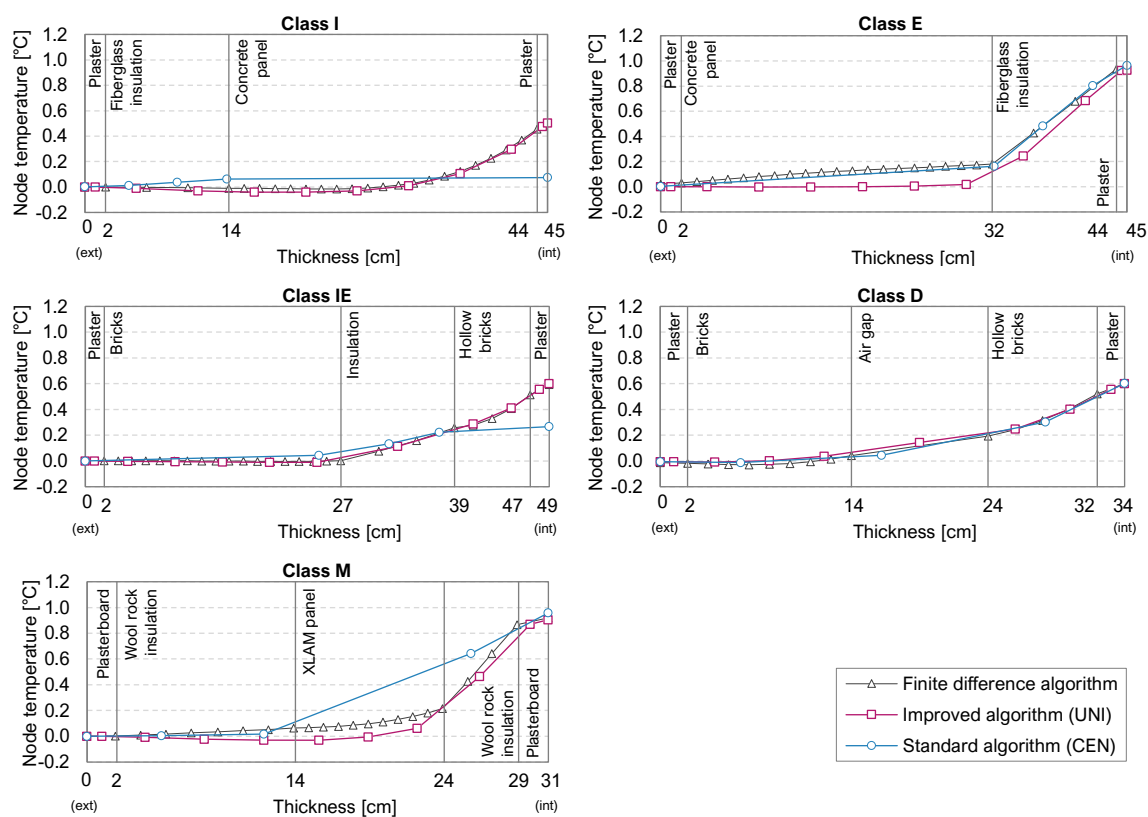 Class I
Node temperature [°C]
1.2
1.0
0.8
0.6
0.4
0.2
0.0
-0.2
Plaster
Fiberglass
insulation
Concrete
panel
Plaster
0
2
14
44
45
(ext)
Thickness [cm]
(int)
Class E
Node temperature [°C]
1.2
1.0
0.8
0.6
0.4
0.2
0.0
-0.2
Plaster
Concrete panel
Fiberglass
insulation
Plaster
0
2
32
44
45
(ext)
Thickness [cm]
(int)
Class IE
Node temperature [°C]
1.2
1.0
0.8
0.6
0.4
0.2
0.0
-0.2
Plaster
Bricks
Insulation
Hollow
bricks
Plaster
0
2
27
39
47
49
(ext)
Thickness [cm]
(int)
Class D
Node temperature [°C]
1.2
1.0
0.8
0.6
0.4
0.2
0.0
-0.2
Plaster
Bricks
Air gap
Hollow
bricks
Plaster
0
2
14
24
32
34
(ext)
Thickness [cm]
(int)
Class M
Node temperature [°C]
1.2
1.0
0.8
0.6
0.4
0.2
0.0
-0.2
Plasterboard
Wool rock
insulation
XLAM panel
Wool rock
insulation
Plasterboard
0
2
14
24
29
31
(ext)
Thickness [cm]
(int)
Finite difference algorithm
Improved algorithm (UNI)
Standard algorithm (CEN)